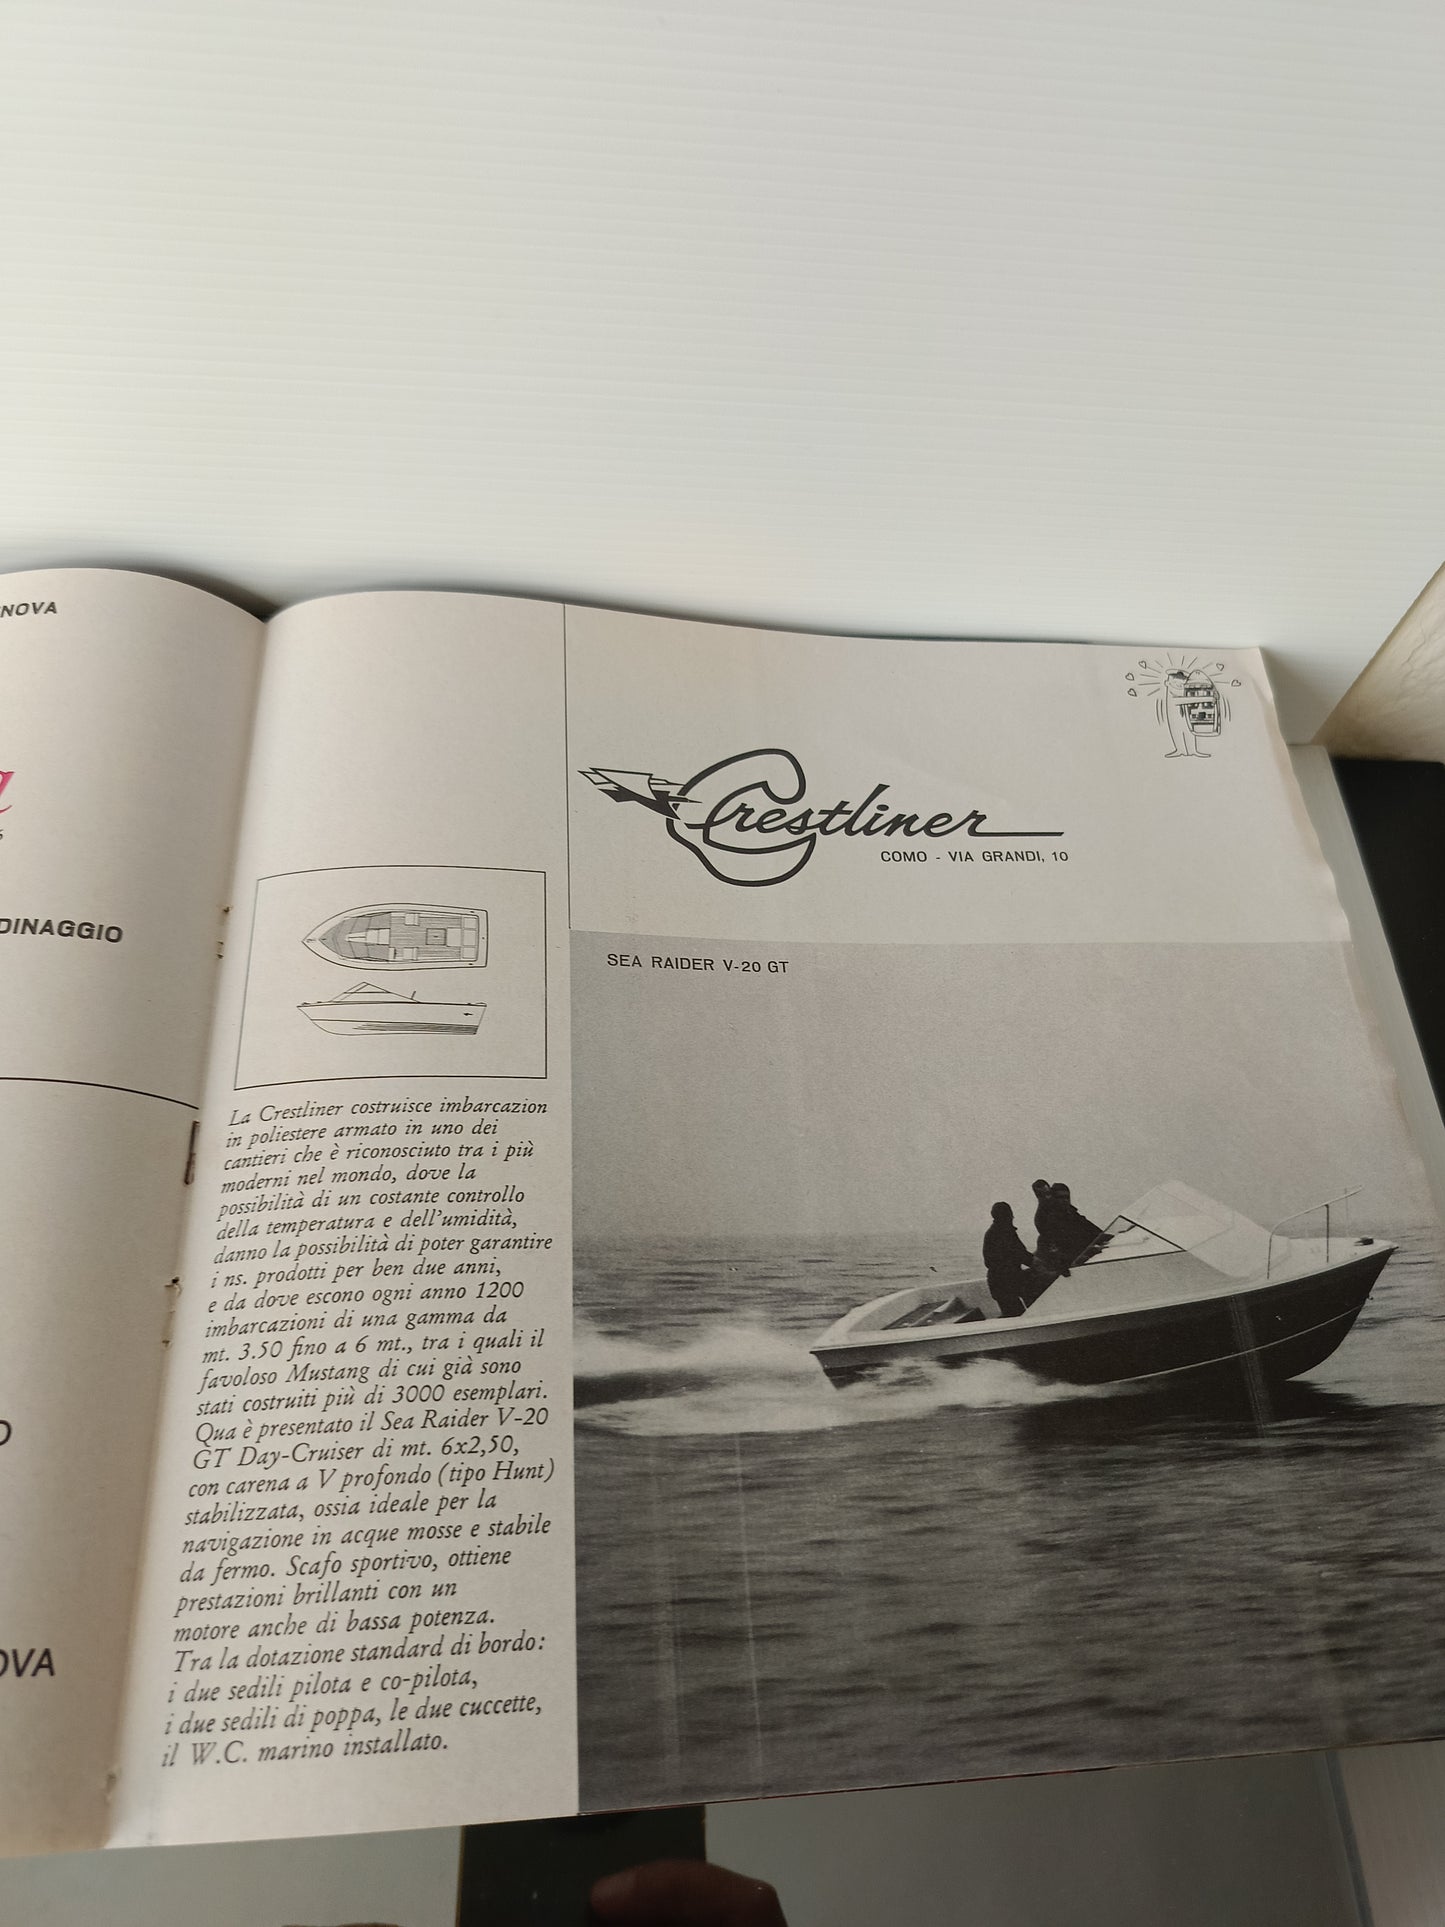 DINAGGIO
Crestliner
COMO - VIA GRANDI, 10
SEA RAIDER V-20 GT
La Crestliner costruisce imbarcazion
in poliestere armato in uno dei
cantieri che è riconosciuto tra i più
moderni nel mondo, dove la
possibilità di un costante controllo
della temperatura e dell'umidità,
danno la possibilità di poter garantire
i ns. prodotti per ben due anni,
e da dove escono ogni anno 1200
imbarcazioni di una gamma da
mt. 3.50 fino a 6 mt., tra i quali il
favoloso Mustang di cui già sono
stati costruiti più di 3000 esemplari.
Qua è presentato il Sea Raider V-20
GT Day-Cruiser di mt. 6x2,50,
con carena a V profondo (tipo Hunt)
stabilizzata, ossia ideale per la
navigazione in acque mosse e stabile
da fermo. Scafo sportivo, ottiene
prestazioni brillanti con un
motore anche di bassa potenza.
Tra la dotazione standard di bordo:
i due sedili pilota e co-pilota,
i due sedili di poppa, le due cuccette,
il W.C. marino installato.